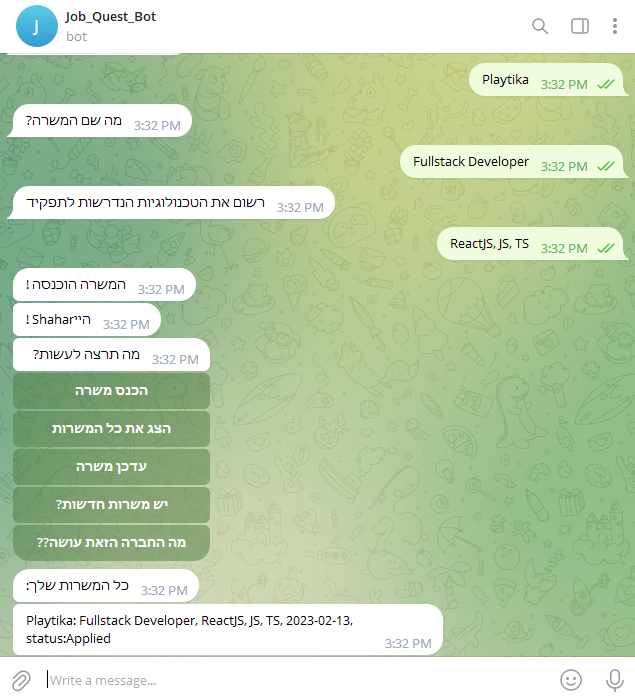 J
Job_Quest_Bot
bot
Playtika 3:32 PM
מה שם המשרה? 3:32 PM
Fullstack Developer 3:32 PM
רשום את הטכנולוגיות הנדרשות לתפקיד 3:32 PM
ReactJS, JS, TS 3:32 PM
המשרה הוכנסה ! 3:32 PM
היי Shahar! 3:32 PM
מה תרצה לעשות? 3:32 PM
הכנס משרה
הצג את כל המשרות
עדכן משרה
יש משרות חדשות?
מה החברה הזאת עושה??
כל המשרות שלך: 3:32 PM
Playtika: Fullstack Developer, ReactJS, JS, TS, 2023-02-13,
status:Applied 3:32 PM
Write a message...